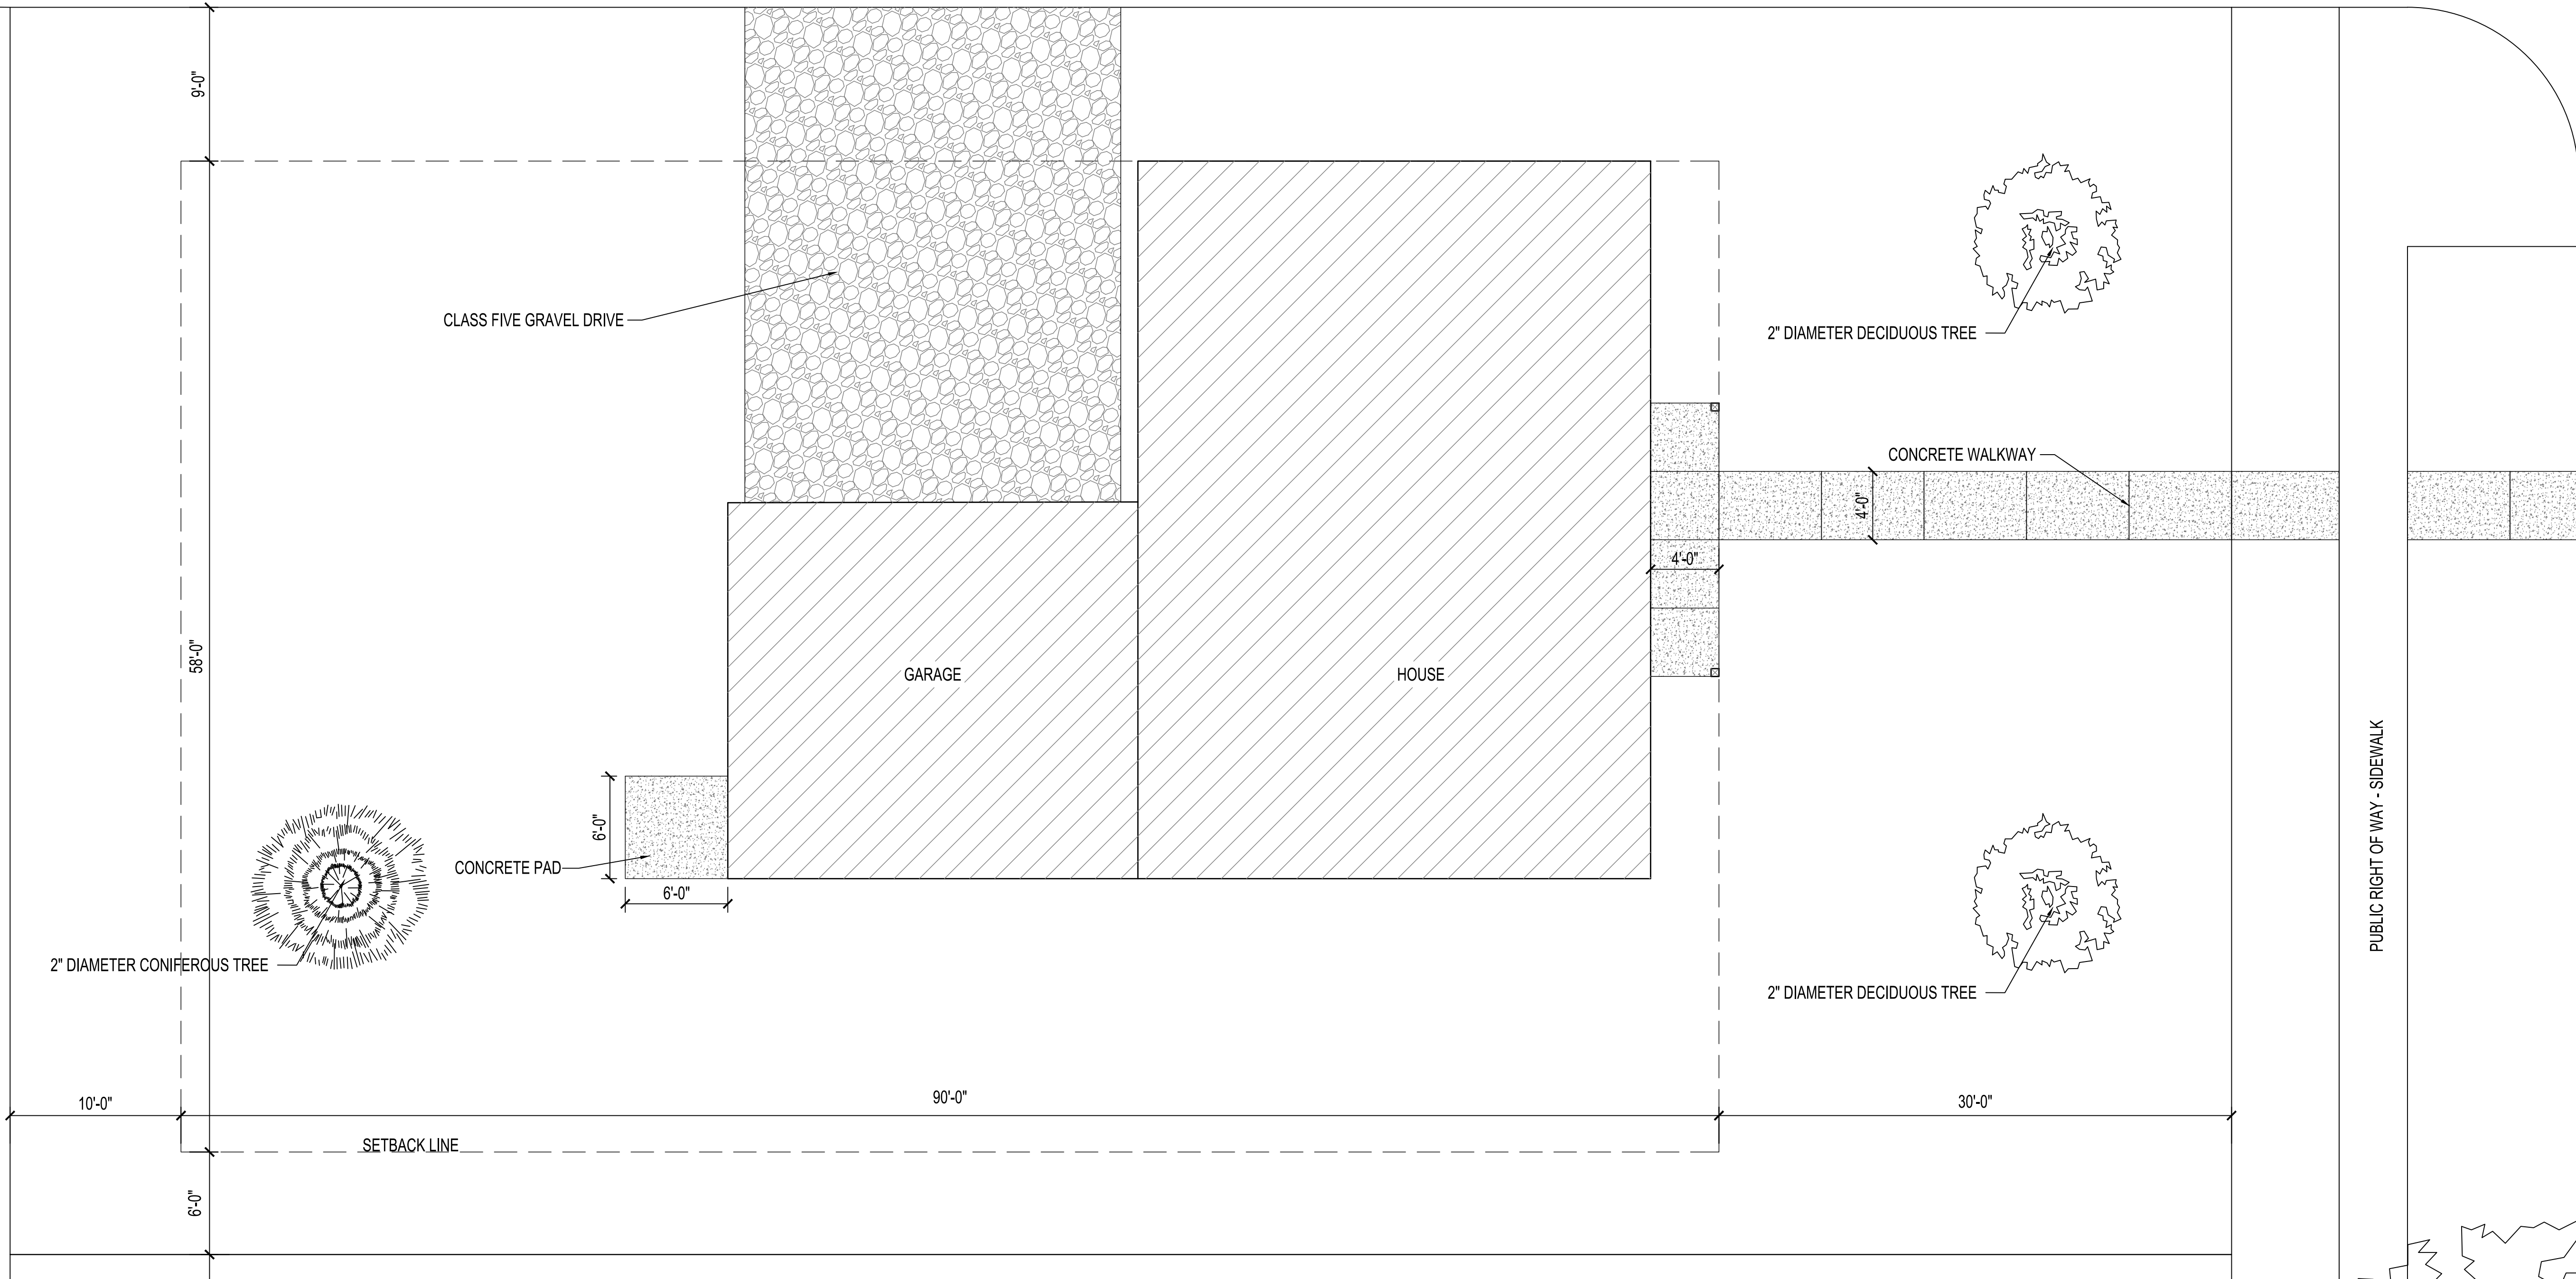 9'-0"
CLASS FIVE GRAVEL DRIVE
2" DIAMETER DECIDUOUS TREE
CONCRETE WALKWAY
4'-0"
4'-0"
58'-0"
GARAGE
HOUSE
PUBLIC RIGHT OF WAY - SIDEWALK
6'-0"
CONCRETE PAD
6'-0"
2" DIAMETER CONIFEROUS TREE
2" DIAMETER DECIDUOUS TREE
10'-0"
90'-0"
30'-0"
SETBACK LINE
6'-0"